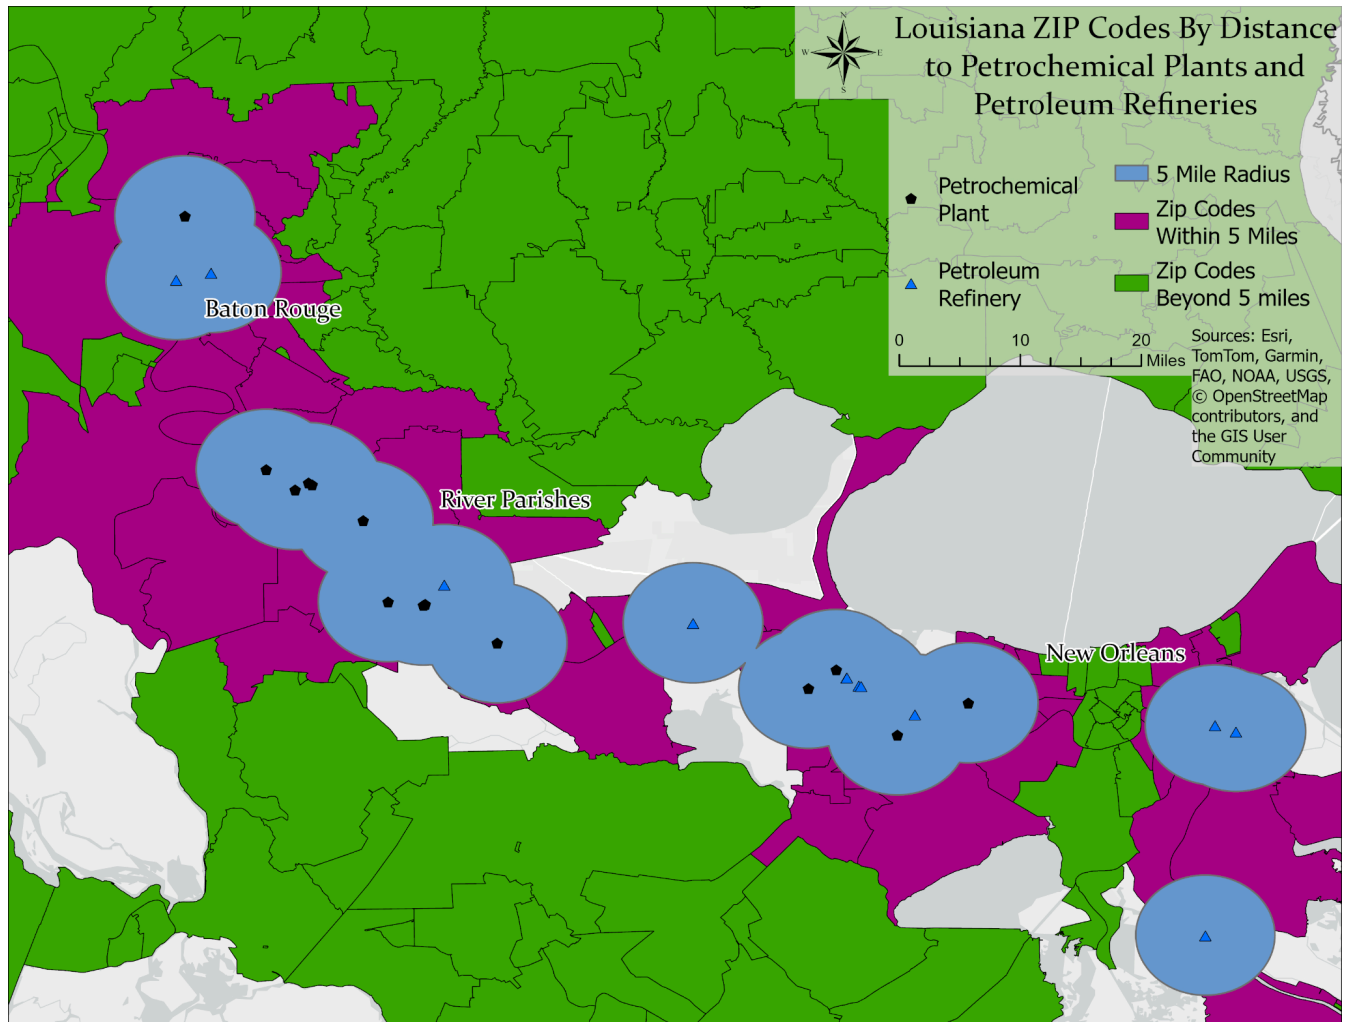 Louisiana ZIP Codes By Distance
to Petrochemical Plants and
Petroleum Refineries
N
W
E
S
Petrochemical
Plant
Petroleum
Refinery
5 Mile Radius
Zip Codes
Within 5 Miles
Zip Codes
Beyond 5 miles
0
10
20
Miles
Sources: Esri,
TomTom, Garmin,
FAO, NOAA, USGS,
© OpenStreetMap
contributors, and
the GIS User
Community
Baton Rouge
River Parishes
New Orleans